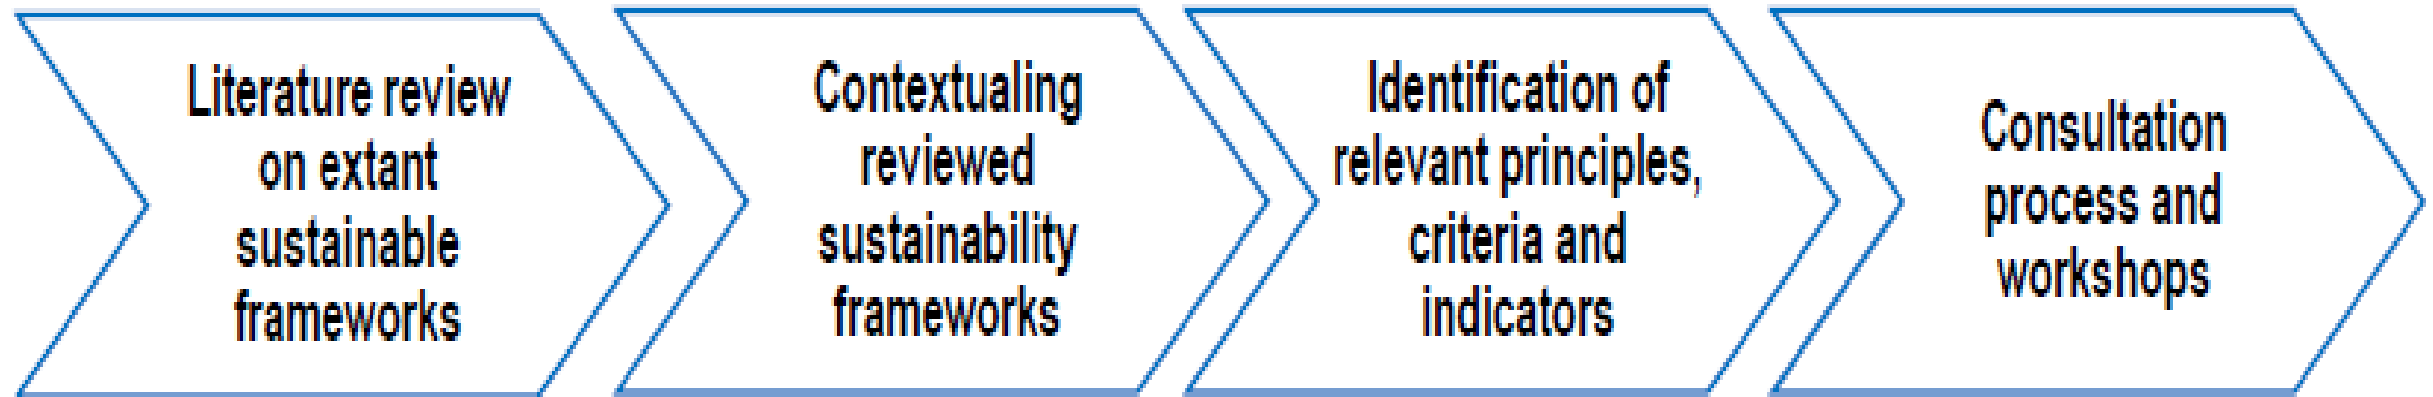 Literature review
on extant
sustainable
frameworks
Contextualing
reviewed
sustainability
frameworks
Identification of
relevant principles,
criteria and
indicators
Consultation
process and
workshops